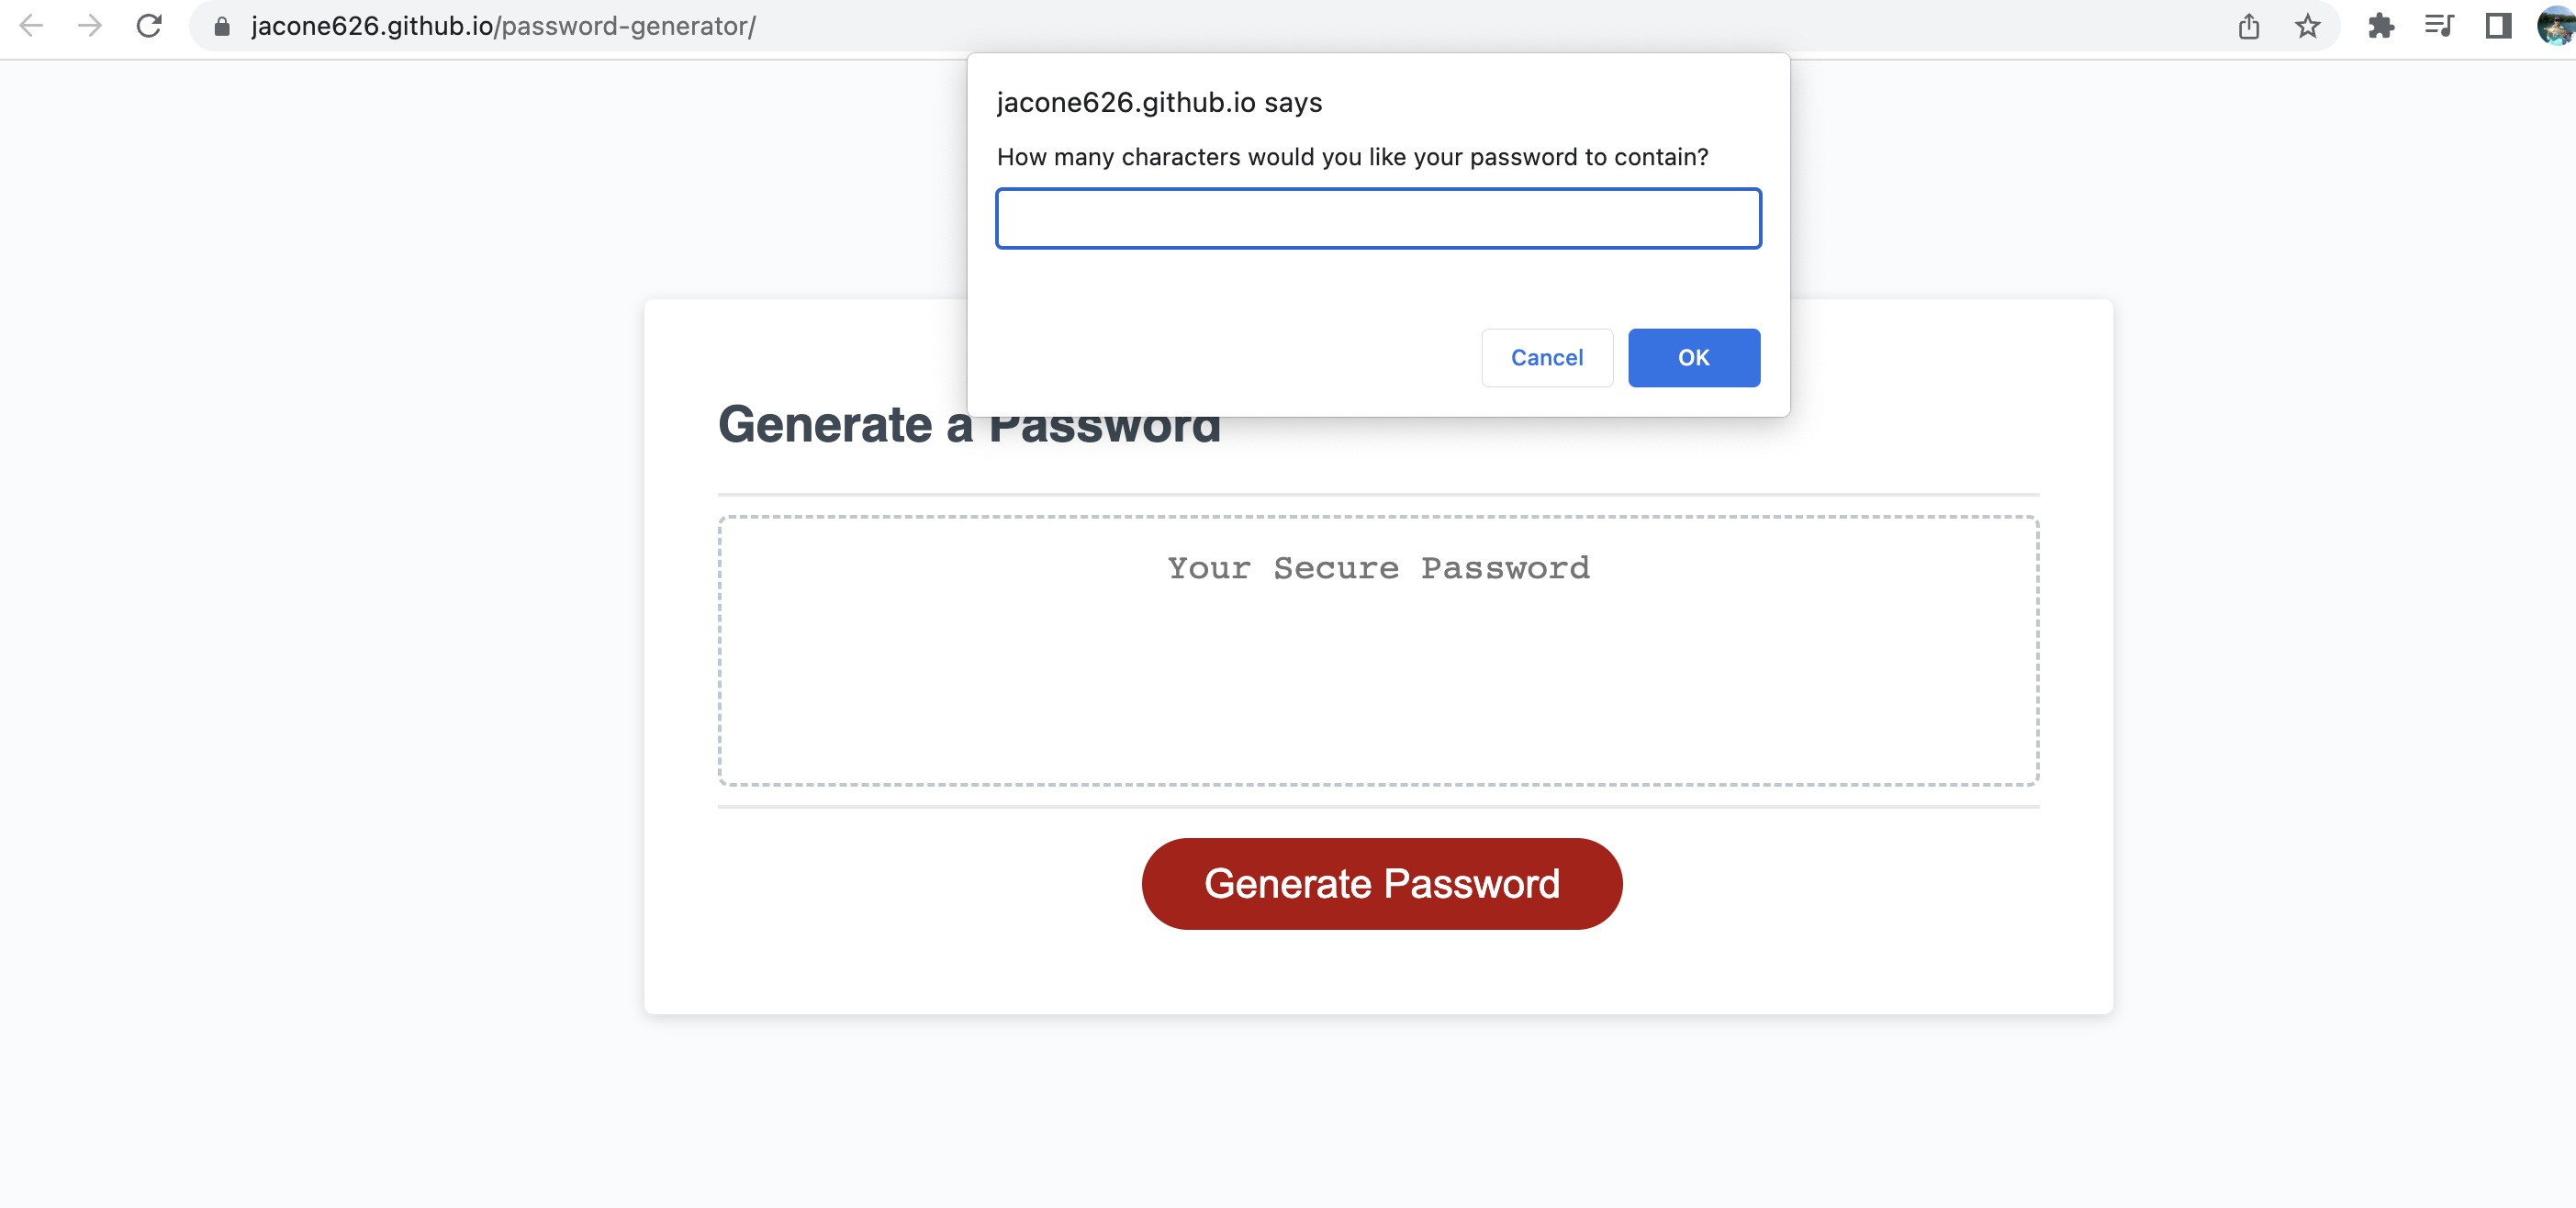 jacone626.github.io/password-generator/
jacone626.github.io says
How many characters would you like your password to contain?
Cancel OK
Generate a Password
Your Secure Password
Generate Password